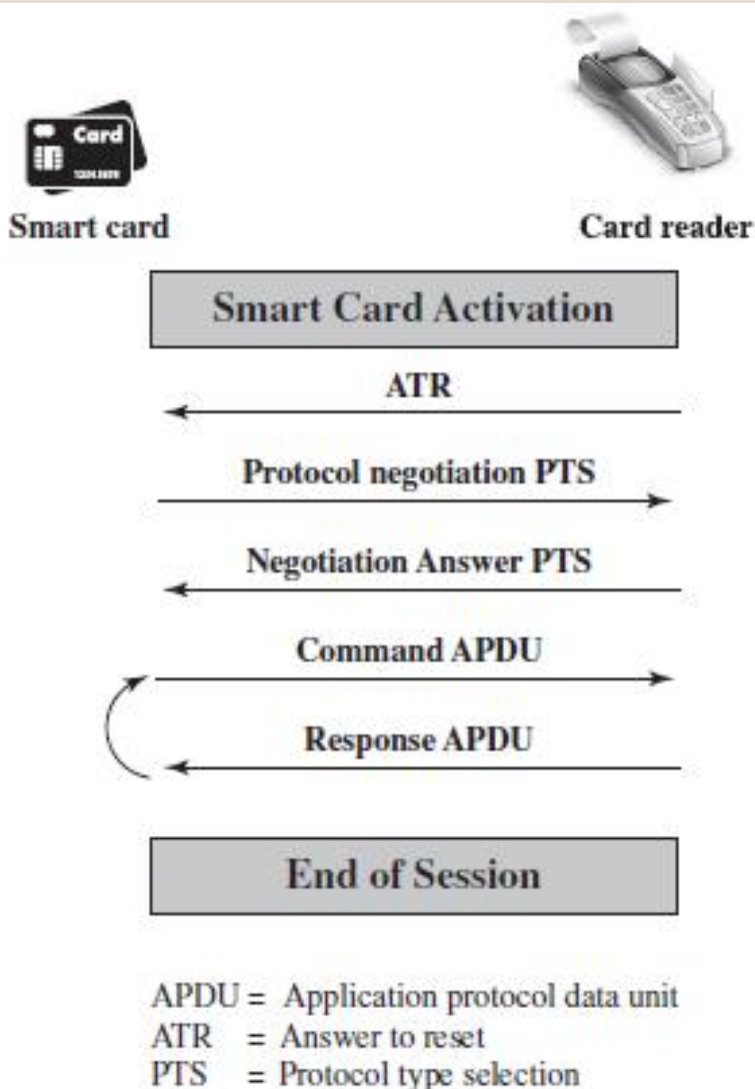 Card
Smart card
Card reader
Smart Card Activation
ATR
Protocol negotiation PTS
Negotiation Answer PTS
Command APDU
Response APDU
End of Session
APDU = Application protocol data unit
ATR = Answer to reset
PTS = Protocol type selection